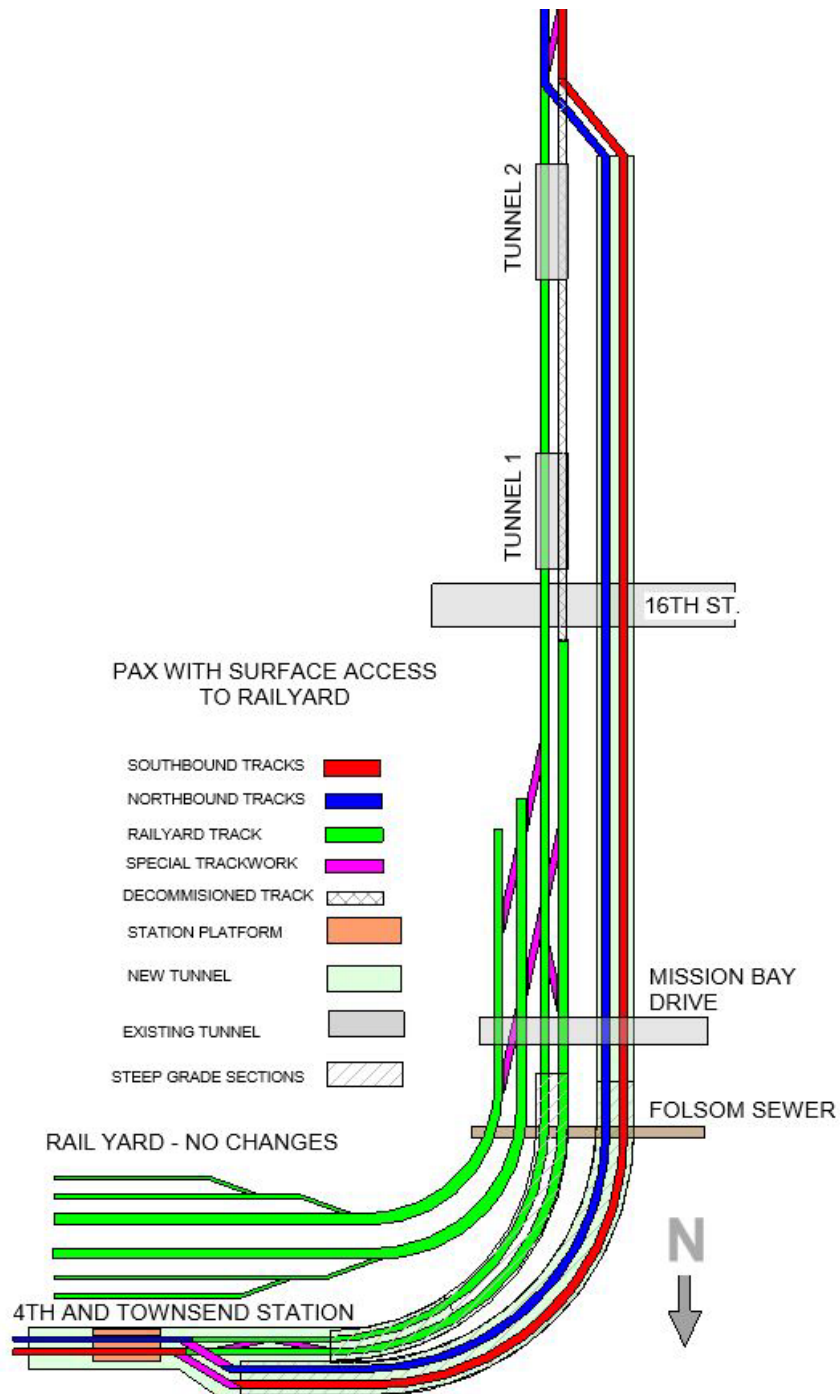 TUNNEL 2
TUNNEL 1
16TH ST.
PAX WITH SURFACE ACCESS
TO RAILYARD
SOUTHBOUND TRACKS
NORTHBOUND TRACKS
RAILYARD TRACK
SPECIAL TRACKWORK
DECOMMISIONED TRACK
STATION PLATFORM
NEW TUNNEL
EXISTING TUNNEL
STEEP GRADE SECTIONS
MISSION BAY
DRIVE
FOLSOM SEWER
RAIL YARD - NO CHANGES
N
4TH AND TOWNSEND STATION